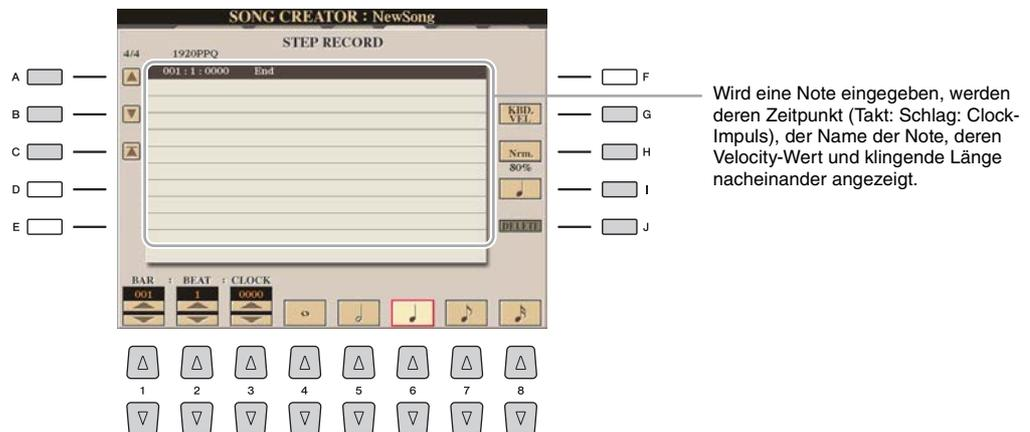 SONG CREATOR : NewSong
STEP RECORD
4/4 1920PPQ
001 : 1 : 0000 End
A
B
C
D
E
F
G
H
I
J
KBD.
VEL
Nrm.
80%
DELETE
BAR : BEAT : CLOCK
001 1 0000
1 2 3 4 5 6 7 8
Wird eine Note eingegeben, werden
deren Zeitpunkt (Takt: Schlag: Clock-
Impuls), der Name der Note, deren
Velocity-Wert und klingende Länge
nacheinander angezeigt.